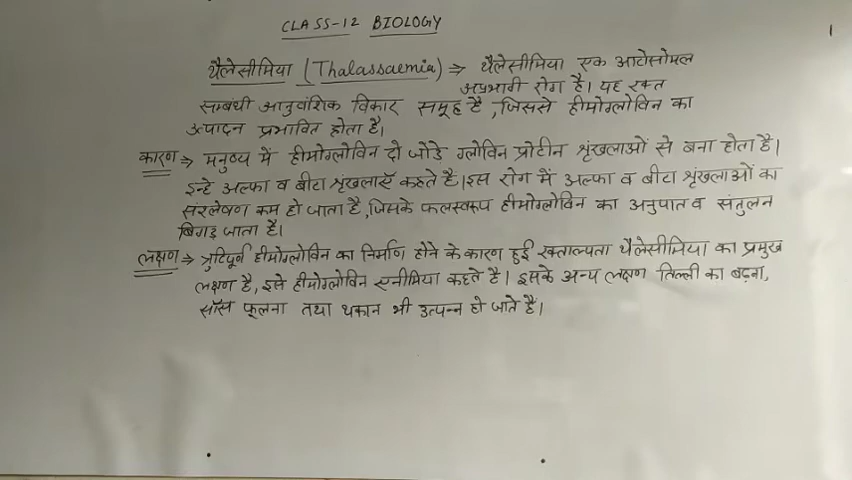 CLASS-12 BIOLOGY
1
थैलेसीमिया (Thalassaemia) ⇒ थैलेसीमिया एक आटोसोमल
अप्रभावी रोग है। यह रक्त
सम्बंधी आनुवंशिक विकार समूह है, जिससे हीमोग्लोविन का
उत्पादन प्रभावित होता है।
कारण ⇒ मनुष्य में हीमोग्लोविन दो जोड़े ग्लोविन प्रोटीन श्रृंखलाओं से बना होता है।
इन्हे अल्फा व बीटा श्रृंखलाएॅ कहते है। इस रोग में अल्फा व बीटा श्रृंखलाओं का
संश्लेषण कम हो जाता है, जिसके फलस्वरूप हीमोग्लोविन का अनुपात व संतुलन
बिगड़ जाता है।
लक्षण ⇒ त्रुटिपूर्व हीमोग्लोविन का निर्माण होने के कारण हुई रक्ताल्पता थैलेसीमिया का प्रमुख
लक्षण है, इसे हीमोग्लोविन एनीमिया कहते है। इसके अन्य लक्षण तिल्ली का बढ़ना,
सॉस फूलना तथा थकान भी उत्पन्न हो जाते है।